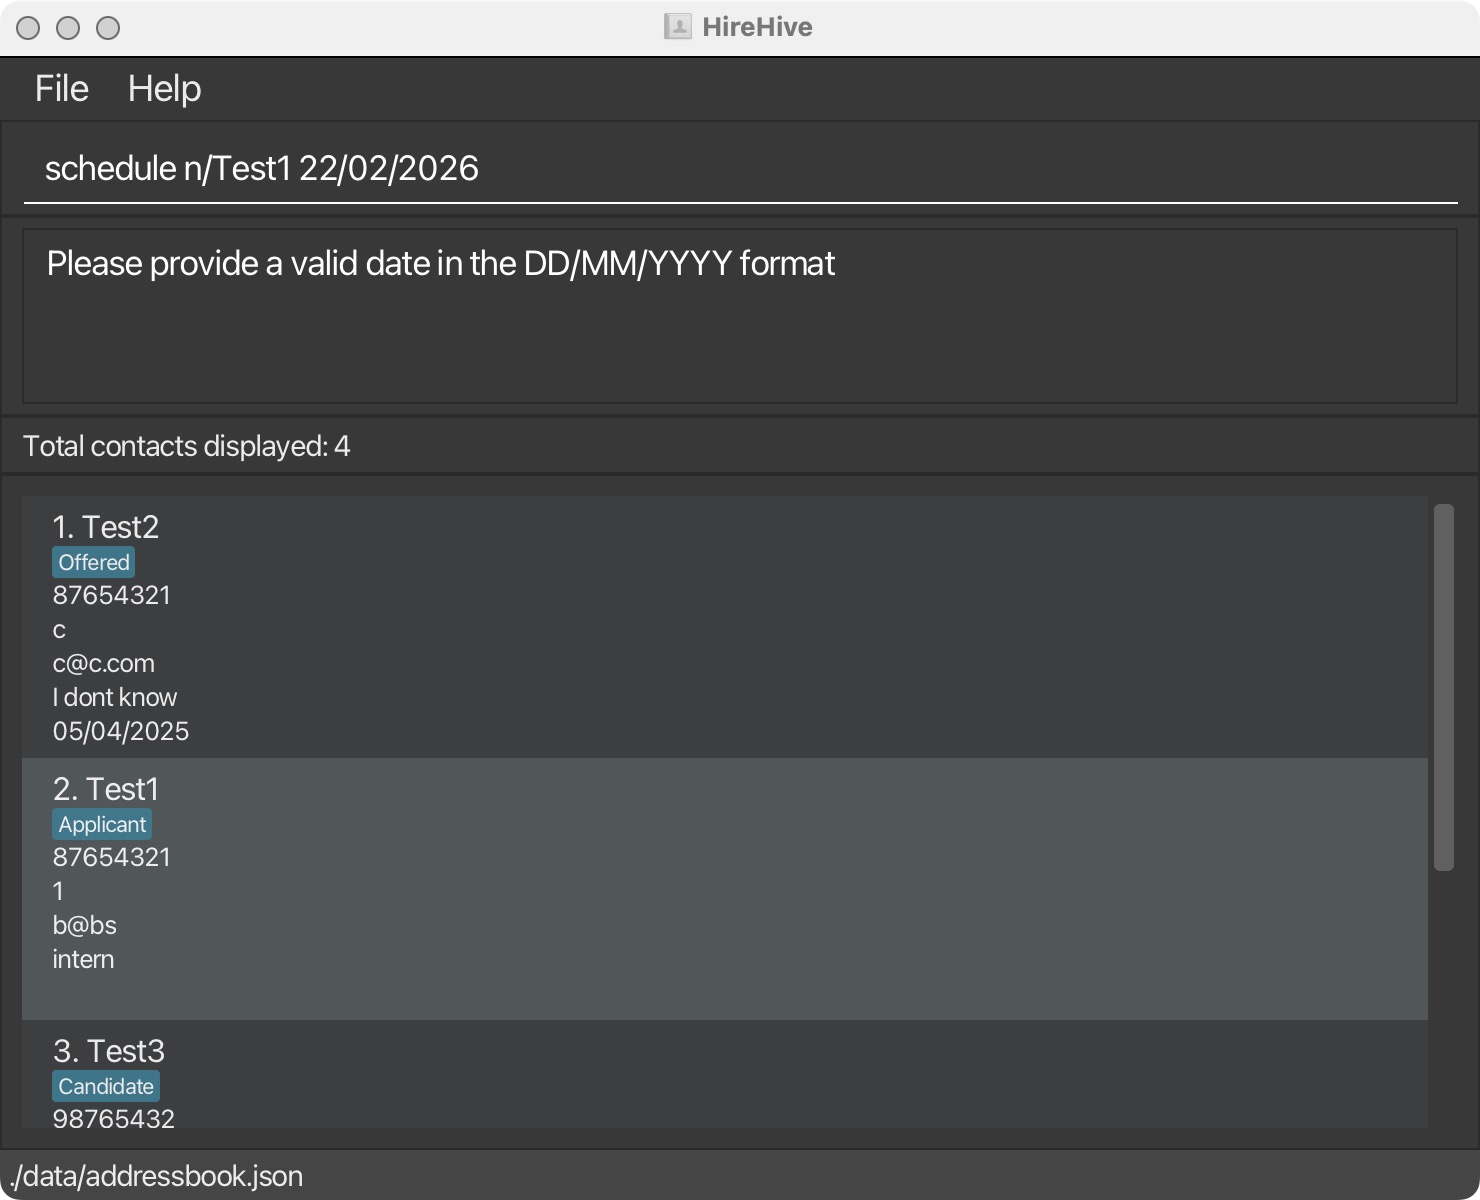 HireHive
File Help
schedule n/Test1 22/02/2026
Please provide a valid date in the DD/MM/YYYY format
Total contacts displayed: 4
1. Test2
Offered
87654321
c
c@c.com
I dont know
05/04/2025
2. Test1
Applicant
87654321
1
b@bs
intern
3. Test3
Candidate
98765432
./data/addressbook.json